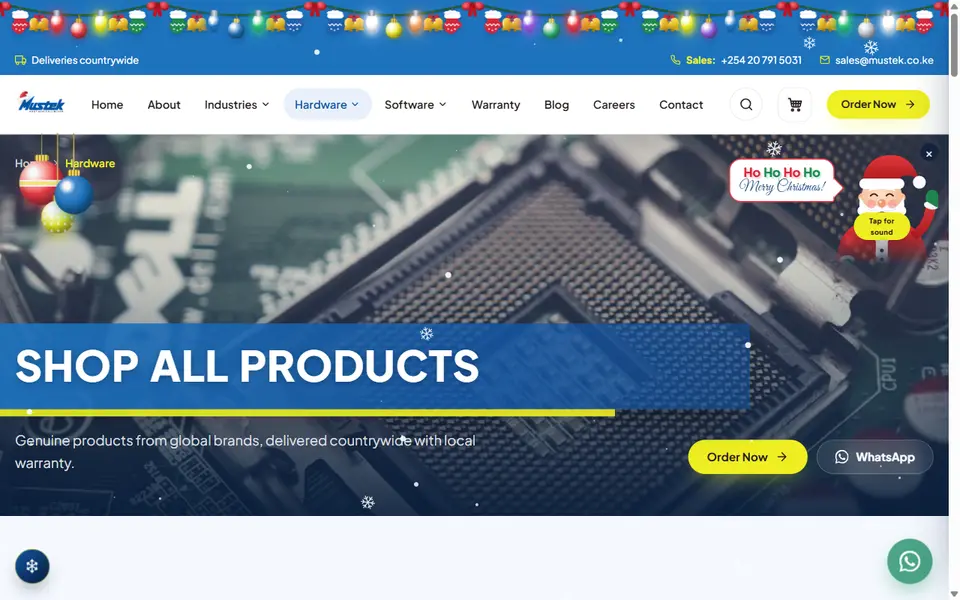 Deliveries countrywide
Sales: +254 20 791 5031
sales@mustek.co.ke
Mustek
Home
About
Industries
Hardware
Software
Warranty
Blog
Careers
Contact
Order Now
Hardware
Ho Ho Ho Ho
Merry Christmas!
Tap for
sound
CPU1
SHOP ALL PRODUCTS
Genuine products from global brands, delivered countrywide with local
warranty.
Order Now
WhatsApp